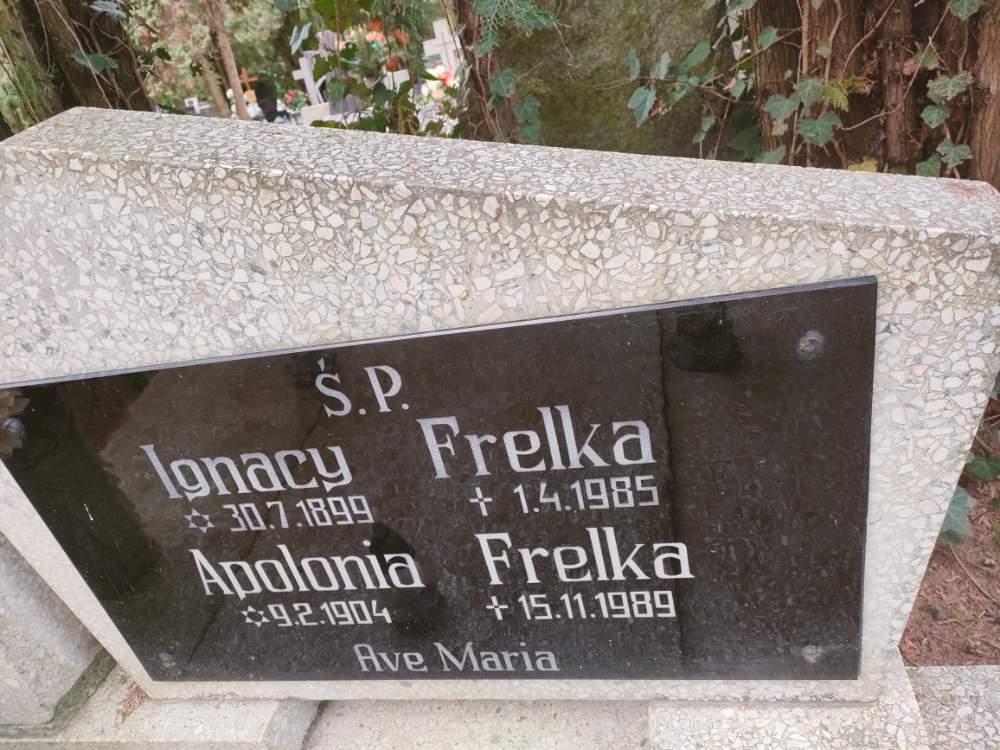 Ś.P.
Ignacy Frelka
✡ 30.7.1899 ✝ 1.4.1985
Apolonia Frelka
✡ 9.2.1904 ✝ 15.11.1989
Ave Maria